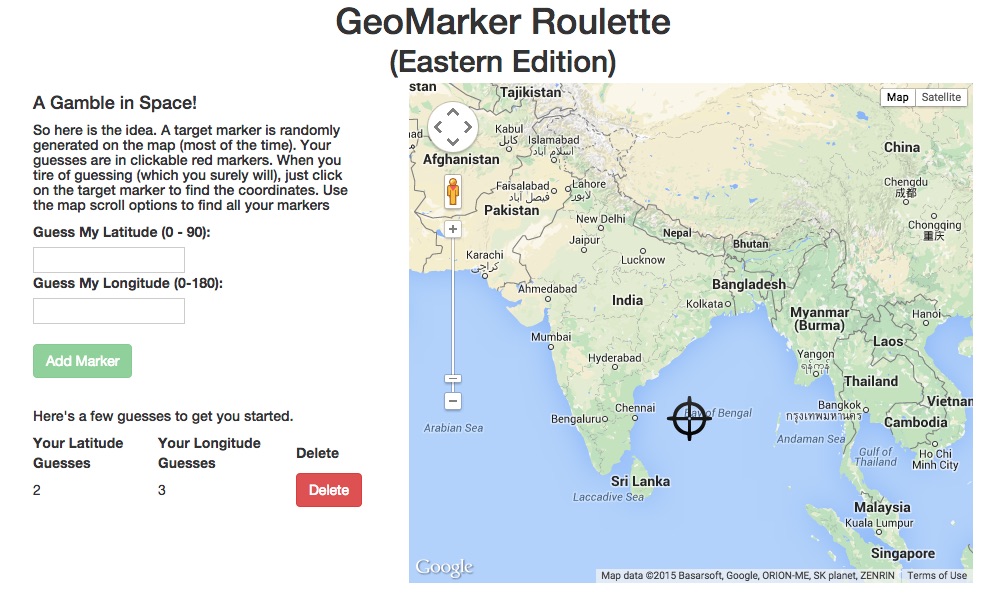 GeoMarker Roulette
(Eastern Edition)
A Gamble in Space!
So here is the idea. A target marker is randomly
generated on the map (most of the time). Your
guesses are in clickable red markers. When you
tire of guessing (which you surely will), just click
on the target marker to find the coordinates. Use
the map scroll options to find all your markers
Guess My Latitude (0 - 90):
Guess My Longitude (0-180):
Add Marker
Here's a few guesses to get you started.
Your Latitude Guesses
Your Longitude Guesses
Delete
2
3
Delete
stan
Tajikistan
Map
Satellite
Kabul
کابل
Islamabad
اسلام آباد
Afghanistan
China
Faisalabad
فیصل آباد
Lahore
لاہور
Pakistan
Chengdu
成都
New Delhi
Chongqing
重庆
Jaipur
Nepal
Bhutan
Lucknow
Karachi
کراچی
Ahmedabad
Bangladesh
India
Kolkata
Myanmar
(Burma)
Hanoi
Mumbai
Laos
Hyderabad
Yangon
Thailand
Bengaluru
Chennai
Bay of Bengal
Bangkok
กรุงเทพมหานคร
Vietnam
Cambodia
Arabian Sea
Andaman Sea
Gulf of
Thailand
Ho Chi
Minh City
Sri Lanka
Laccadive Sea
Malaysia
Kuala Lumpur
Singapore
Google
Map data ©2015 Basarsoft, Google, ORION-ME, SK planet, ZENRIN
Terms of Use